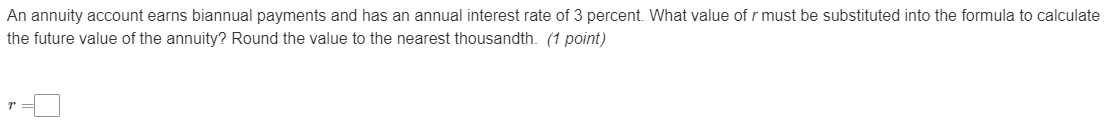 An annuity account earns biannual payments and has an annual interest rate of 3 percent. What value of r must be substituted into the formula to calculate
the future value of the annuity? Round the value to the nearest thousandth. (1 point)
r =